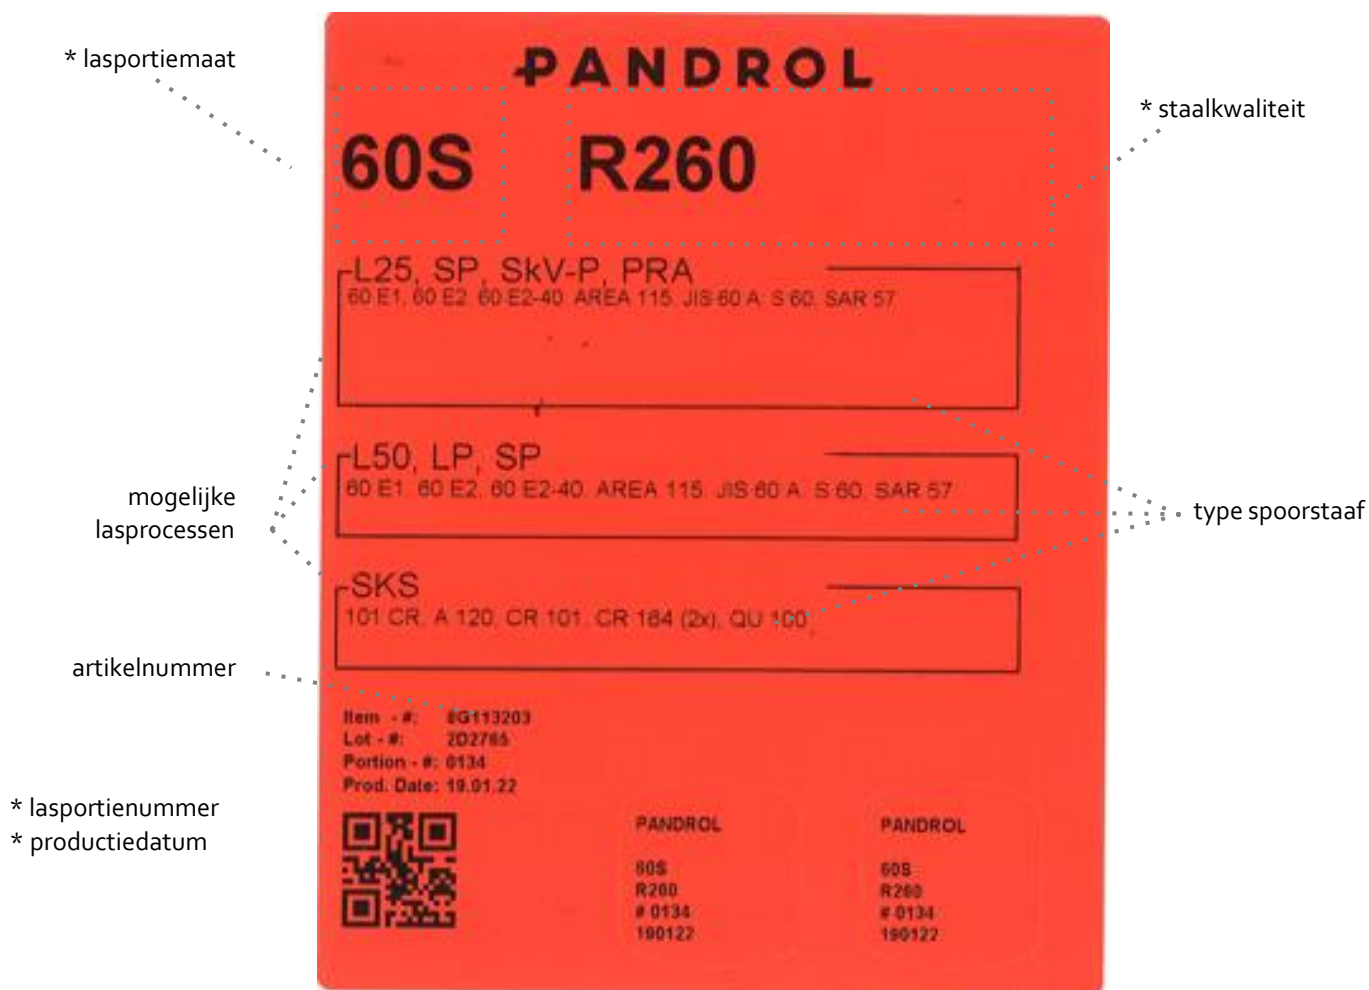 * lasportiemaat
PANDROL
* staalkwaliteit
60S R260
L25, SP, SkV-P, PRA
60 E1, 60 E2, 60 E2-40, AREA 115, JIS 60 A, S 60, SAR 57
L50, LP, SP
60 E1, 60 E2, 60 E2-40, AREA 115, JIS 60 A, S 60, SAR 57
mogelijke
lasprocessen
type spoorstaaf
SKS
101 CR, A 120, CR 101, CR 164 (2x), QU 100,
artikelnummer
Item - #: 8G113203
Lot - #: 2D2765
Portion - #: 0134
Prod. Date: 19.01.22
* lasportienummer
* productiedatum
PANDROL
60S
R260
# 0134
190122
PANDROL
60S
R260
# 0134
190122